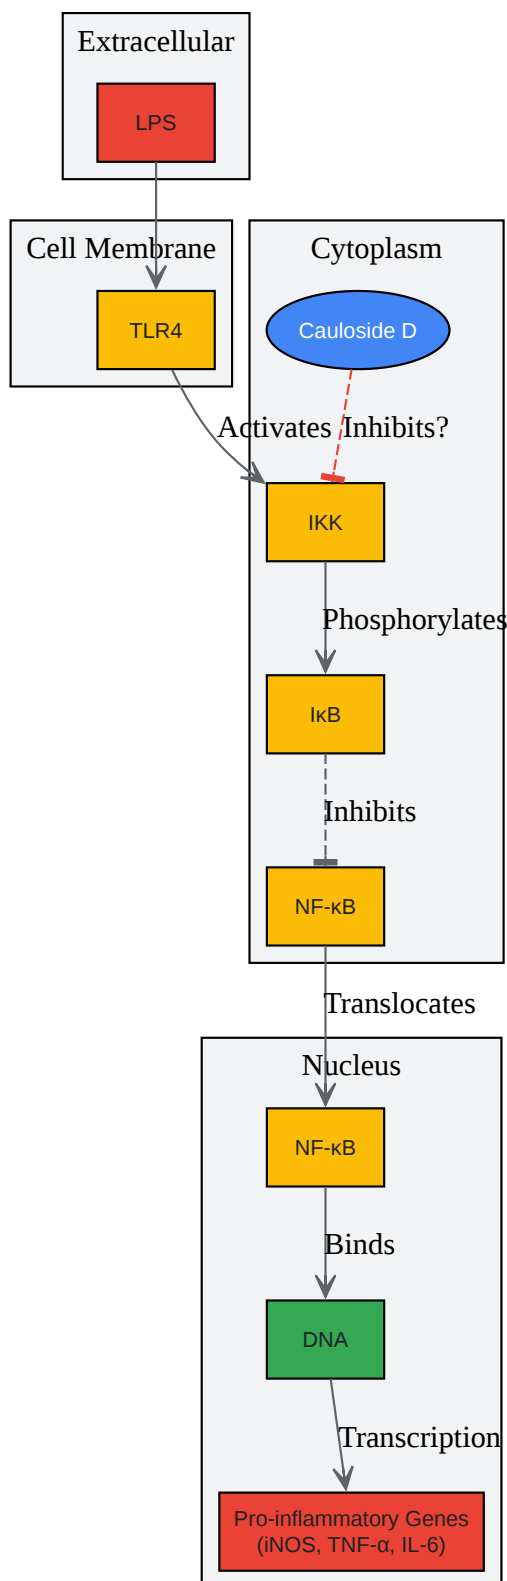 Extracellular
LPS
Cell Membrane
Cytoplasm
TLR4
Cauloside D
Activates
Inhibits?
IKK
Phosphorylates
IκB
Inhibits
NF-κB
Translocates
Nucleus
NF-κB
Binds
DNA
Transcription
Pro-inflammatory Genes
(iNOS, TNF-α, IL-6)